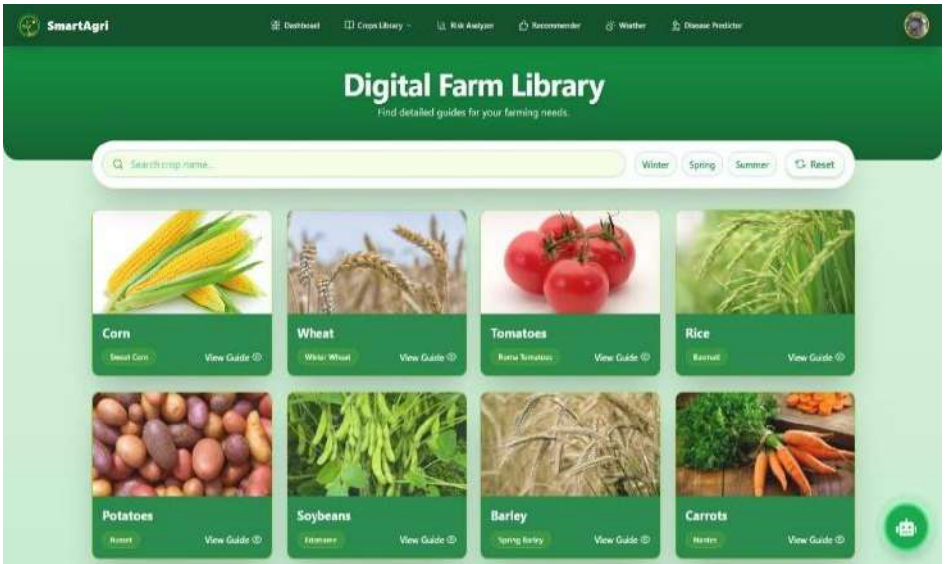 SmartAgri
Dashboard Crops Library Risk Analyzer Recommender Weather Disease Predictor
Digital Farm Library
Find detailed guides for your farming needs.
Search crop name... Winter Spring Summer Reset
Corn Wheat Tomatoes Rice
Sweet Corn View Guide Winter Wheat View Guide Roma Tomatoes View Guide Basmati View Guide
Potatoes Soybeans Barley Carrots
Russet View Guide Edamame View Guide Spring Barley View Guide Nantes View Guide